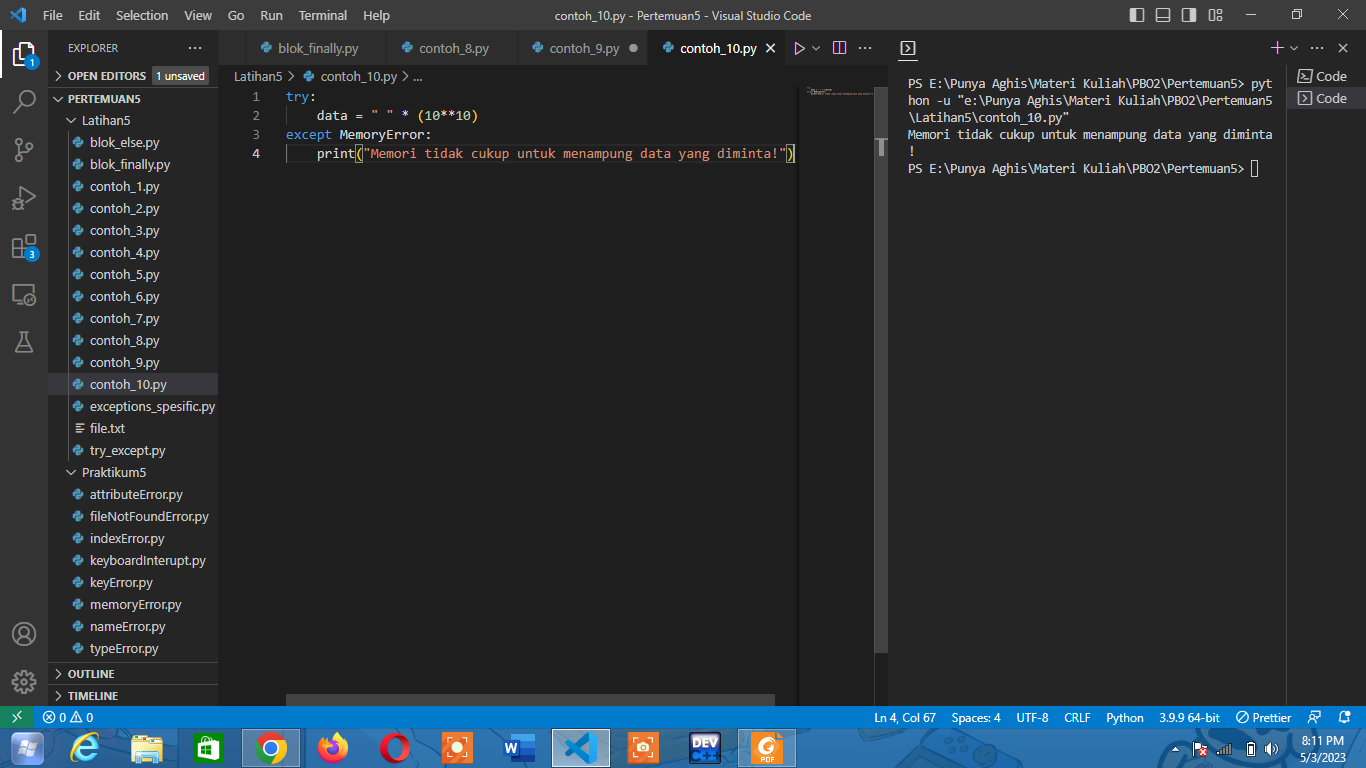 File Edit Selection View Go Run Terminal Help contoh_10.py - Pertemuan5 - Visual Studio Code
EXPLORER
OPEN EDITORS 1 unsaved
PERTEMUAN5
Latihan5
blok_else.py
blok_finally.py
contoh_1.py
contoh_2.py
contoh_3.py
contoh_4.py
contoh_5.py
contoh_6.py
contoh_7.py
contoh_8.py
contoh_9.py
contoh_10.py
exceptions_spesific.py
file.txt
try_except.py
Praktikum5
attributeError.py
fileNotFoundError.py
indexError.py
keyboardInterupt.py
keyError.py
memoryError.py
nameError.py
typeError.py
OUTLINE
TIMELINE
1
3
blok_finally.py contoh_8.py contoh_9.py contoh_10.py
Latihan5 > contoh_10.py > ...
1 try:
2 data = " " * (10**10)
3 except MemoryError:
4 print("Memori tidak cukup untuk menampung data yang diminta!")
PS E:\Punya Aghis\Materi Kuliah\PBO2\Pertemuan5> pyt
hon -u "e:\Punya Aghis\Materi Kuliah\PBO2\Pertemuan5
\Latihan5\contoh_10.py"
Memori tidak cukup untuk menampung data yang diminta
!
PS E:\Punya Aghis\Materi Kuliah\PBO2\Pertemuan5>
Code
Code
0 0 Ln 4, Col 67 Spaces: 4 UTF-8 CRLF Python 3.9.9 64-bit Prettier
W
DEV
C++
PDF
8:11 PM
5/3/2023